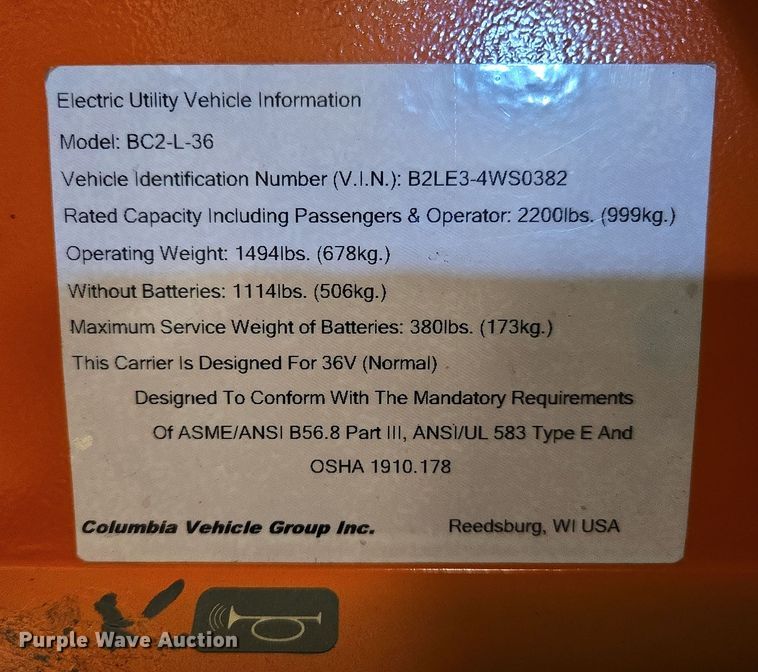 Electric Utility Vehicle Information
Model: BC2-L-36
Vehicle Identification Number (V.I.N.): B2LE3-4WS0382
Rated Capacity Including Passengers & Operator: 2200lbs. (999kg.)
Operating Weight: 1494lbs. (678kg.)
Without Batteries: 1114lbs. (506kg.)
Maximum Service Weight of Batteries: 380lbs. (173kg.)
This Carrier Is Designed For 36V (Normal)
Designed To Conform With The Mandatory Requirements
Of ASME/ANSI B56.8 Part III, ANSI/UL 583 Type E And
OSHA 1910.178
Columbia Vehicle Group Inc. Reedsburg, WI USA
Purple Wave Auction